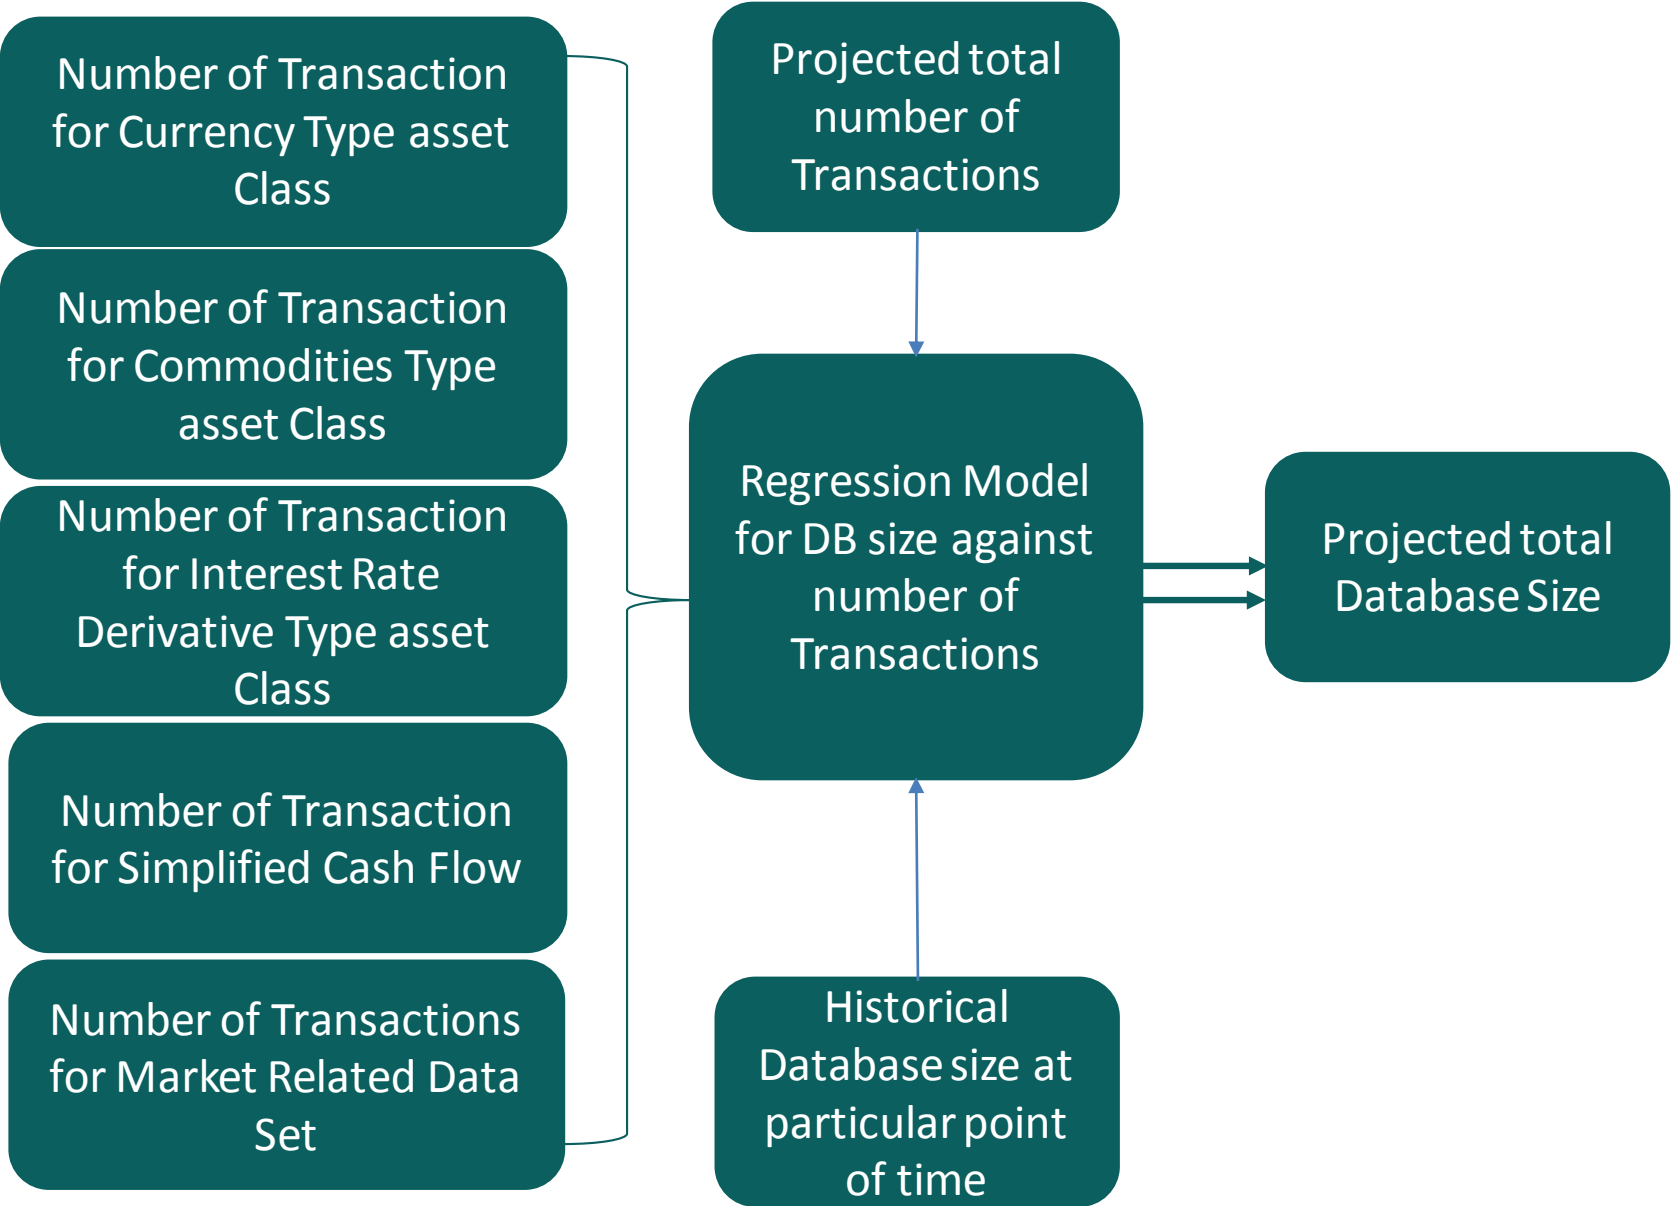 Number of Transaction
for Currency Type asset
Class
Number of Transaction
for Commodities Type
asset Class
Number of Transaction
for Interest Rate
Derivative Type asset
Class
Number of Transaction
for Simplified Cash Flow
Number of Transactions
for Market Related Data
Set
Projected total
number of
Transactions
Regression Model
for DB size against
number of
Transactions
Historical
Database size at
particular point
of time
Projected total
Database Size